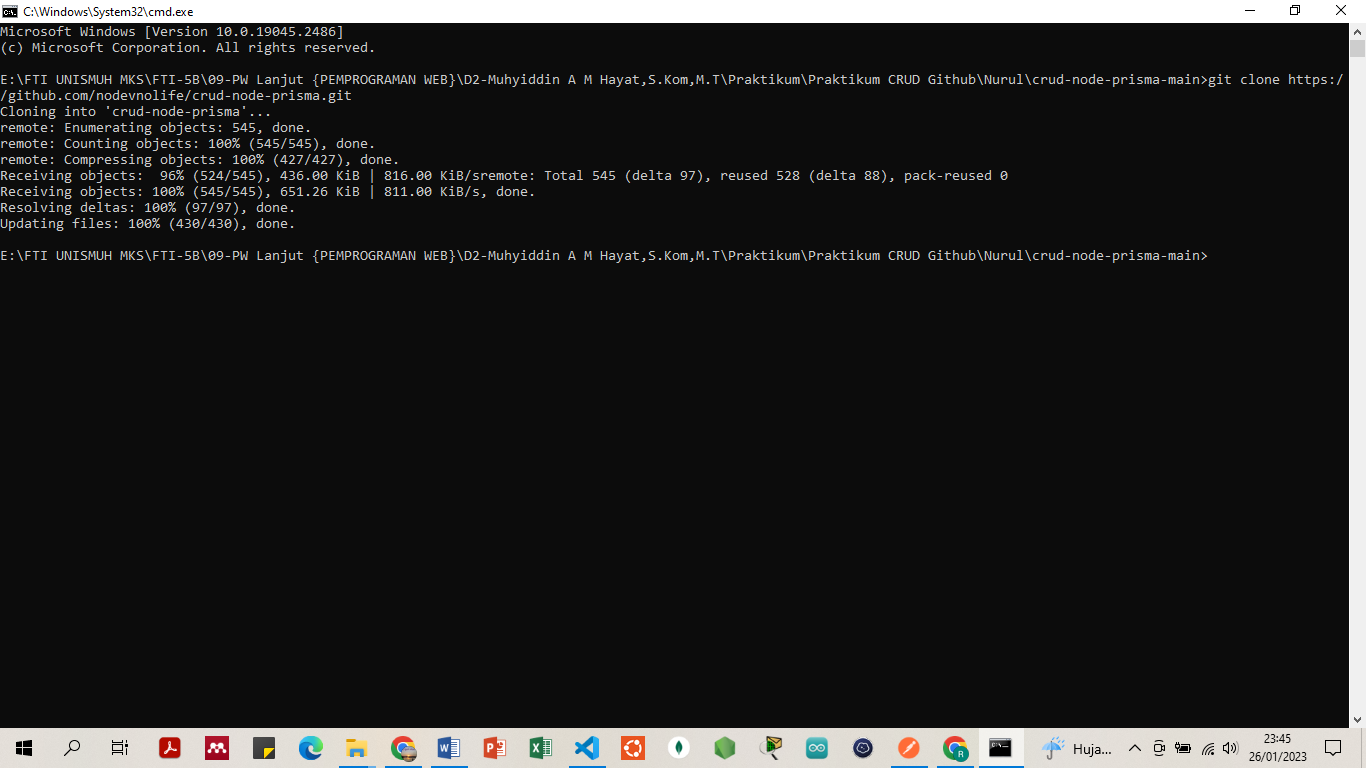 C:\Windows\System32\cmd.exe
Microsoft Windows [Version 10.0.19045.2486]
(c) Microsoft Corporation. All rights reserved.
E:\FTI UNISMUH MKS\FTI-5B\09-PW Lanjut {PEMPROGRAMAN WEB}\D2-Muhyiddin A M Hayat,S.Kom,M.T\Praktikum\Praktikum CRUD Github\Nurul\crud-node-prisma-main>git clone https:/
/github.com/nodevnolife/crud-node-prisma.git
Cloning into 'crud-node-prisma'...
remote: Enumerating objects: 545, done.
remote: Counting objects: 100% (545/545), done.
remote: Compressing objects: 100% (427/427), done.
Receiving objects:  96% (524/545), 436.00 KiB | 816.00 KiB/sremote: Total 545 (delta 97), reused 528 (delta 88), pack-reused 0
Receiving objects: 100% (545/545), 651.26 KiB | 811.00 KiB/s, done.
Resolving deltas: 100% (97/97), done.
Updating files: 100% (430/430), done.
E:\FTI UNISMUH MKS\FTI-5B\09-PW Lanjut {PEMPROGRAMAN WEB}\D2-Muhyiddin A M Hayat,S.Kom,M.T\Praktikum\Praktikum CRUD Github\Nurul\crud-node-prisma-main>
Huja...
23:45
26/01/2023